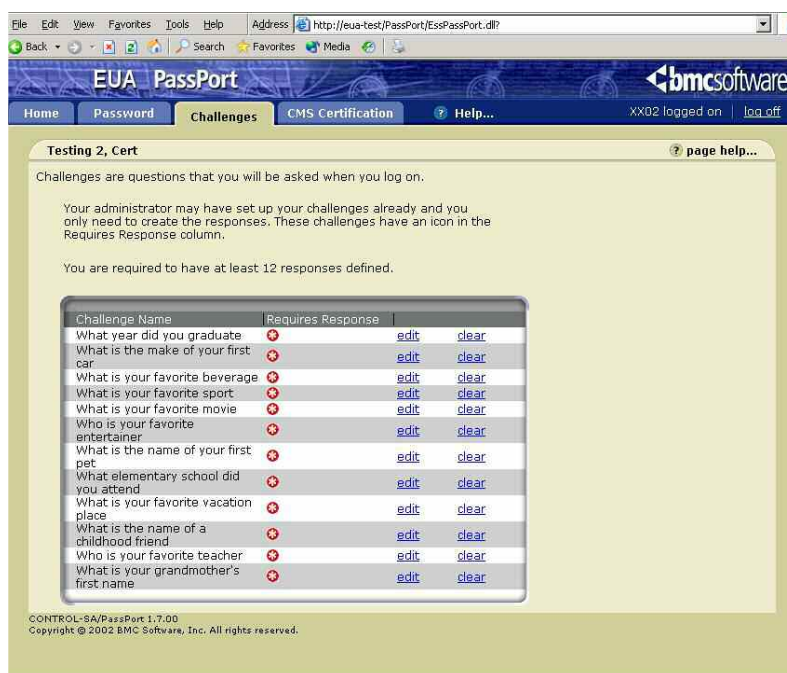 File Edit View Favorites Tools Help Address http://eua-test/PassPort/EssPassPort.dll?
Back Search Favorites Media
EUA PassPort bmcsoftware
Home Password Challenges CMS Certification ? Help... XX02 logged on log off
Testing 2, Cert ? page help...
Challenges are questions that you will be asked when you log on.
Your administrator may have set up your challenges already and you
only need to create the responses. These challenges have an icon in the
Requires Response column.
You are required to have at least 12 responses defined.
Challenge Name Requires Response
What year did you graduate edit clear
What is the make of your first
car edit clear
What is your favorite beverage edit clear
What is your favorite sport edit clear
What is your favorite movie edit clear
Who is your favorite
entertainer edit clear
What is the name of your first
pet edit clear
What elementary school did
you attend edit clear
What is your favorite vacation
place edit clear
What is the name of a
childhood friend edit clear
Who is your favorite teacher edit clear
What is your grandmother's
first name edit clear
CONTROL-SA/PassPort 1.7.00
Copyright © 2002 BMC Software, Inc. All rights reserved.